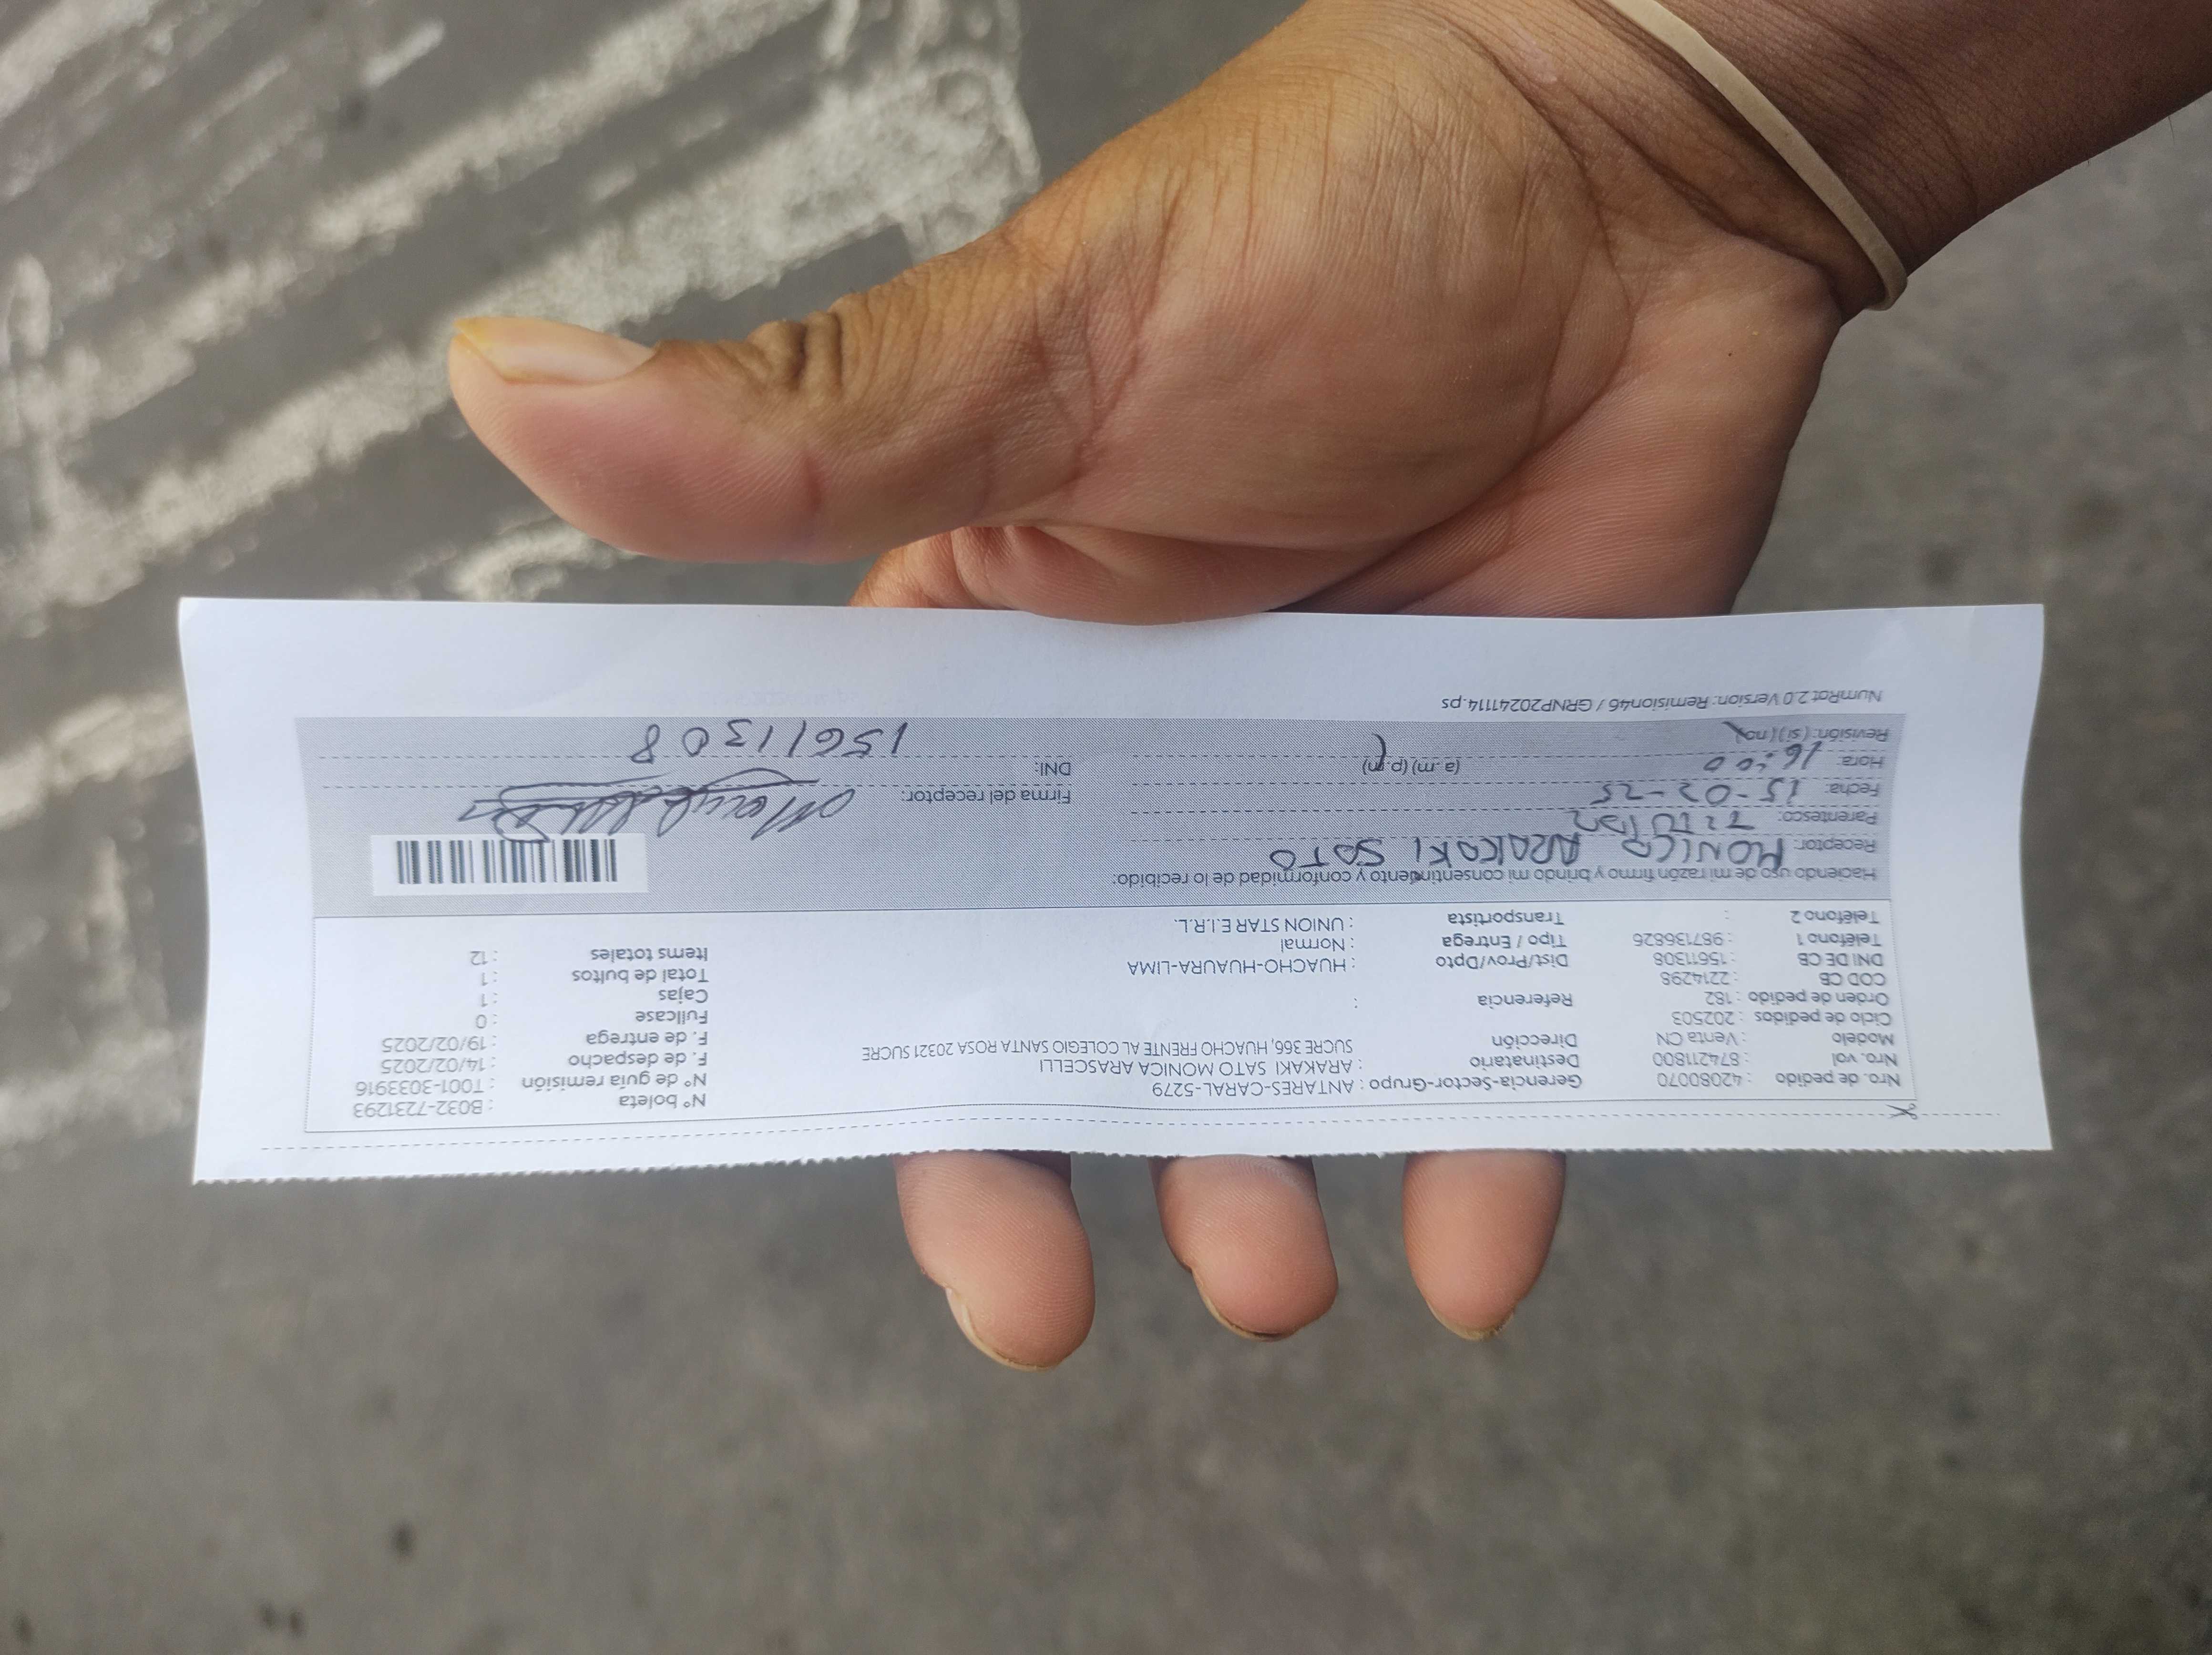 Nro. de pedido : 42080070 Gerencia-Sector-Grupo : ANTARES-CARAL-5279 N° boleta : B032-7231293
Nro. vol : 874211800 Destinatario : ARAKAKI SATO MONICA ARASCELLI N° de guía remisión : T001-3033916
Modelo : Venta CN Dirección SUCRE 366, HUACHO FRENTE AL COLEGIO SANTA ROSA 20321 SUCRE F. de despacho : 14/02/2025
Ciclo de pedidos : 202503 F. de entrega : 19/02/2025
Orden de pedido : 182 Referencia : Fullcase : 0
COD CB : 2214298 Cajas : 1
DNI DE CB : 15611308 Dist/Prov/Dpto : HUACHO-HUAURA-LIMA Total de bultos : 1
Teléfono 1 : 987136826 Tipo / Entrega : Normal Items totales : 12
Teléfono 2 : Transportista : UNION STAR E.I.R.L.
Haciendo uso de mi razón firmo y brindo mi consentimiento y conformidad de lo recibido:
Receptor: MONICA ARAKAKI SATO
Parentesco: TITULAR
Fecha: 15-02-25 Firma del receptor:
Hora: 16:00 (a.m) (p.m) DNI: 15611308
Revisión: (si) (no)
NumRot 2.0 Version: Remision46 / GRNP20241114.ps